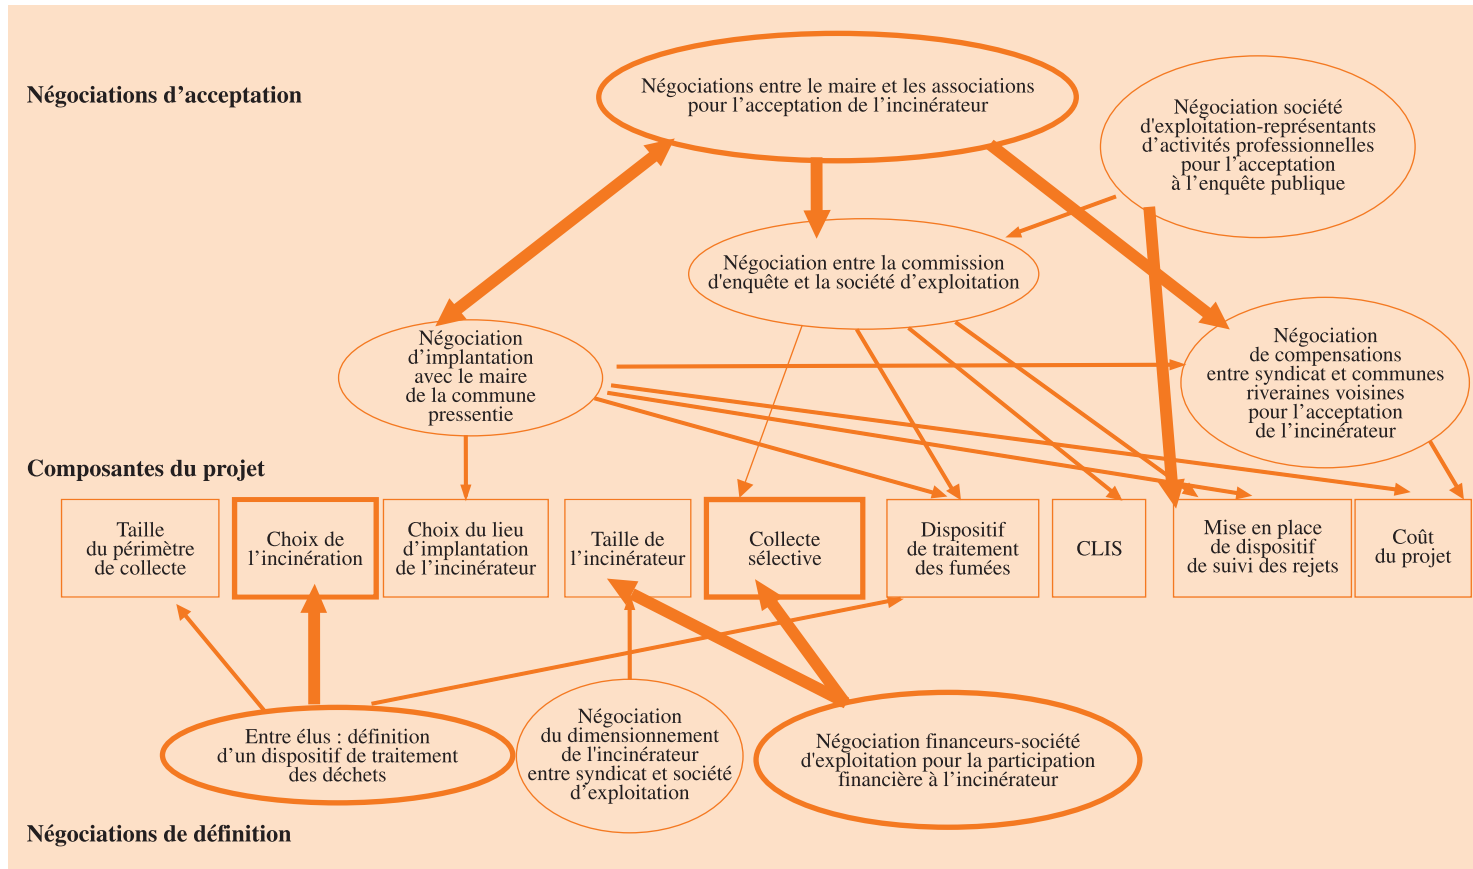 Négociations d’acceptation
Négociations entre le maire et les associations
pour l’acceptation de l’incinérateur
Négociation société
d'exploitation-représentants
d’activités professionnelles
pour l’acceptation
à l’enquête publique
Négociation entre la commission
d'enquête et la société d’exploitation
Négociation
d’implantation
avec le maire
de la commune
pressentie
Négociation
de compensations
entre syndicat et communes
riveraines voisines
pour l’acceptation
de l’incinérateur
Composantes du projet
Taille
du périmètre
de collecte
Choix de
l’incinération
Choix du lieu
d’implantation
de l’incinérateur
Taille de
l’incinérateur
Collecte
sélective
Dispositif
de traitement
des fumées
CLIS
Mise en place
de dispositif
de suivi des rejets
Coût
du projet
Entre élus : définition
d’un dispositif de traitement
des déchets
Négociation
du dimensionnement
de l'incinérateur
entre syndicat et société
d’exploitation
Négociation financeurs-société
d'exploitation pour la participation
financière à l’incinérateur
Négociations de définition